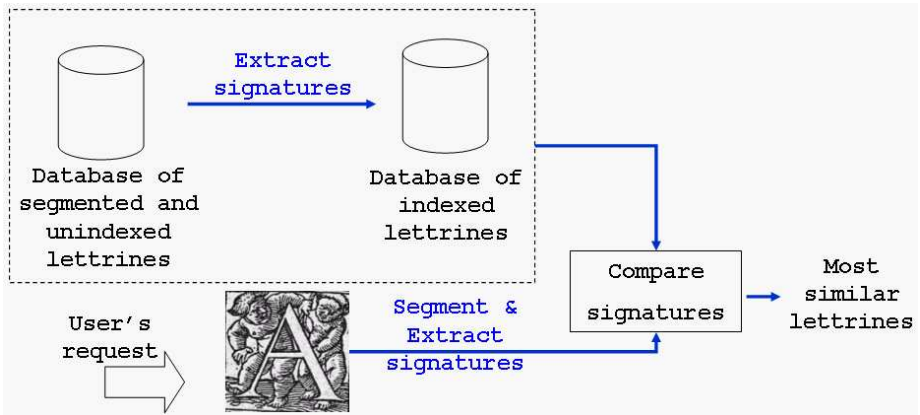 Extract
signatures
Database of
segmented and
unindexed
lettrines
Database of
indexed
lettrines
User's
request
A
Segment &
Extract
signatures
Compare
signatures
Most
similar
lettrines